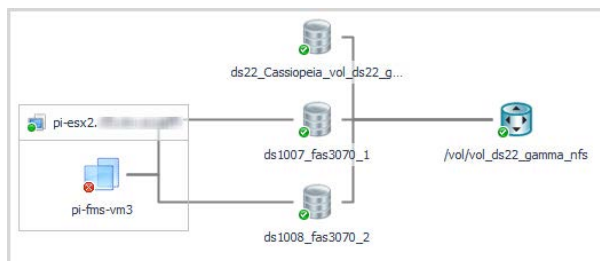 ds22_Cassiopeia_vol_ds22_g...
pi-esx2.
ds1007_fas3070_1
/vol/vol_ds22_gamma_nfs
pi-fms-vm3
ds1008_fas3070_2